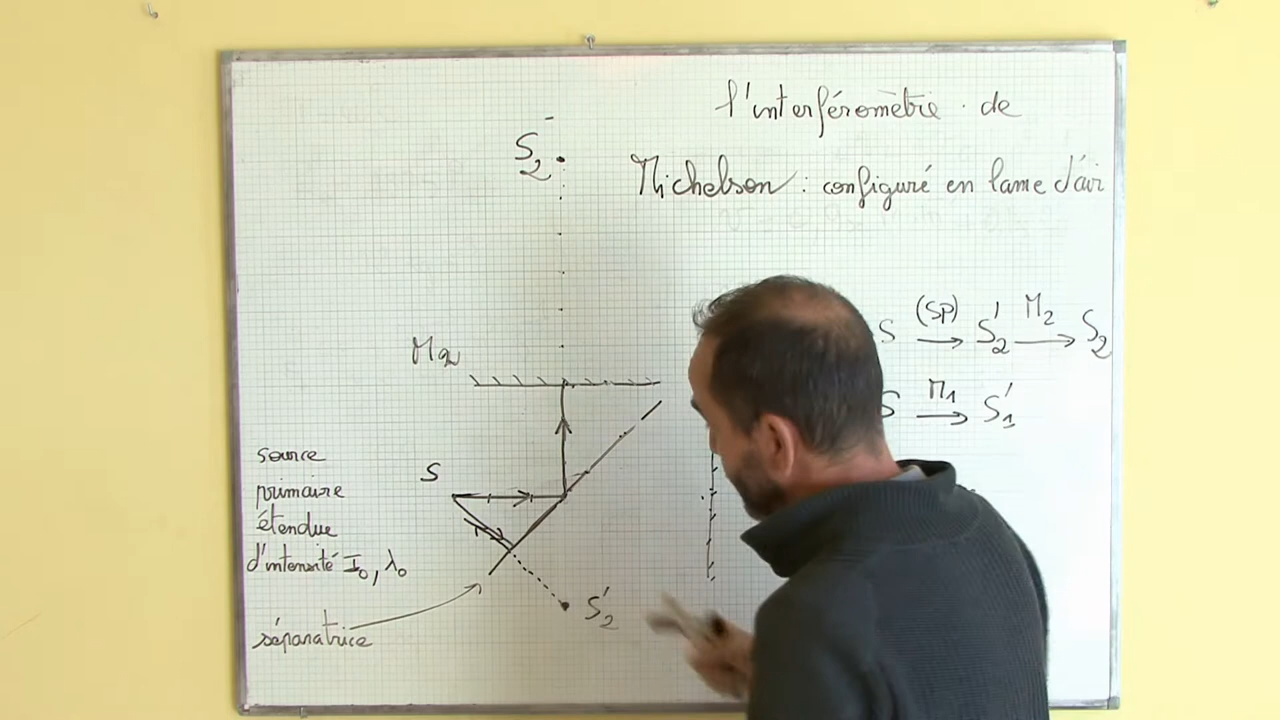 l'interféromètre de
Michelson : configuré en lame d'air
S₂
M₂
S (SP)→ S'₂ M₂→ S₂
S M₁→ S'₁
source
primaire
étendue
d'intensité I₀, λ₀
séparatrice
S
S'₂